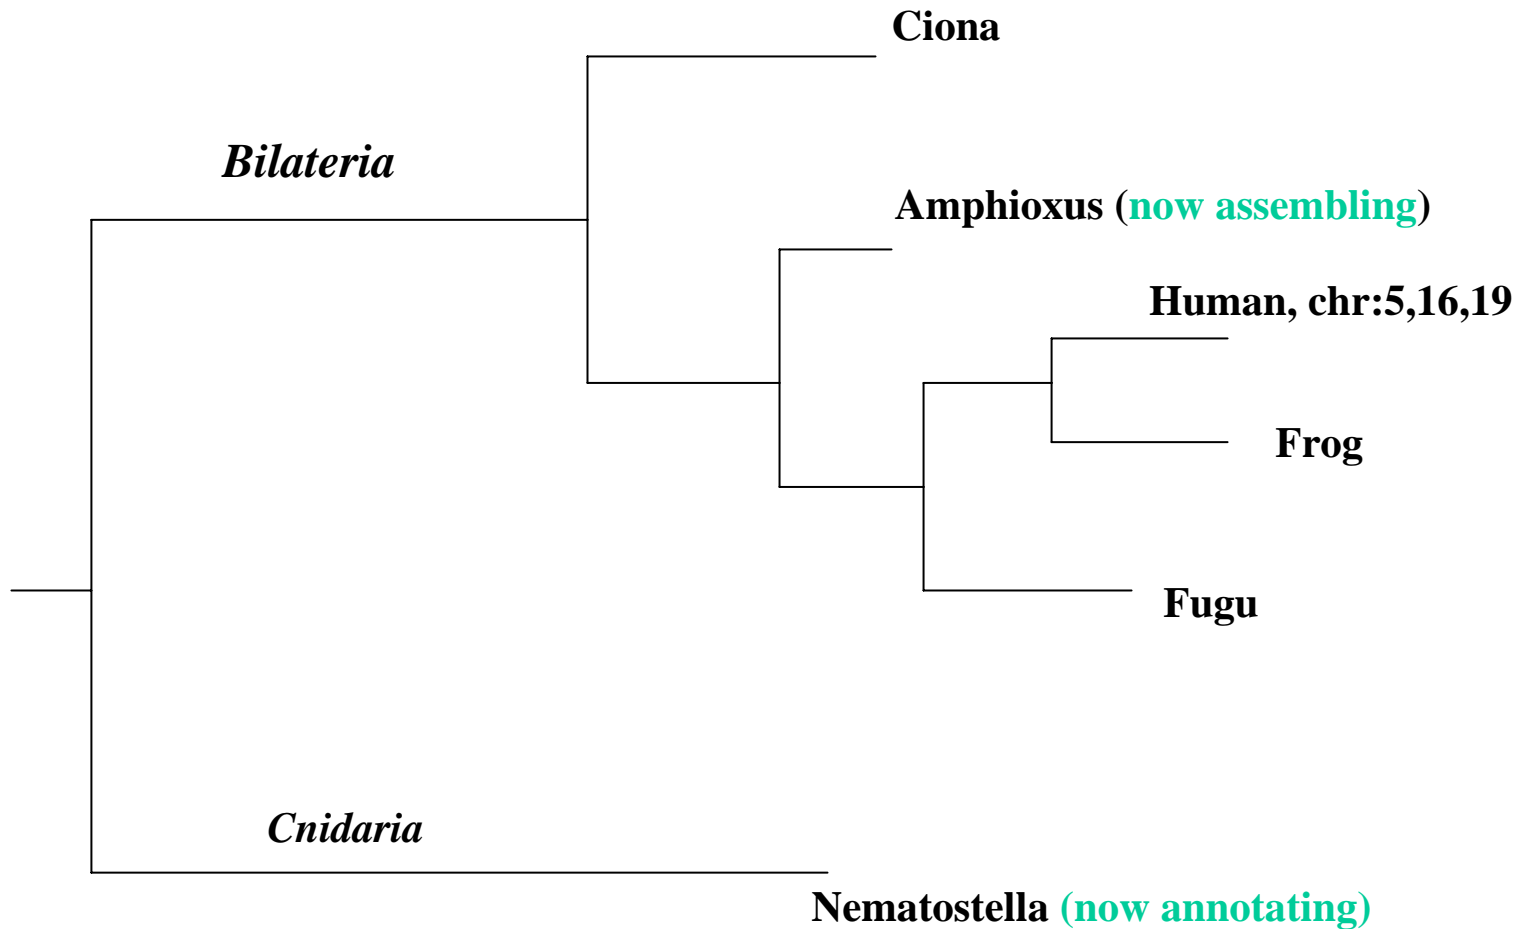 Ciona
Bilateria
Amphioxus (now assembling)
Human, chr:5,16,19
Frog
Fugu
Cnidaria
Nematostella (now annotating)